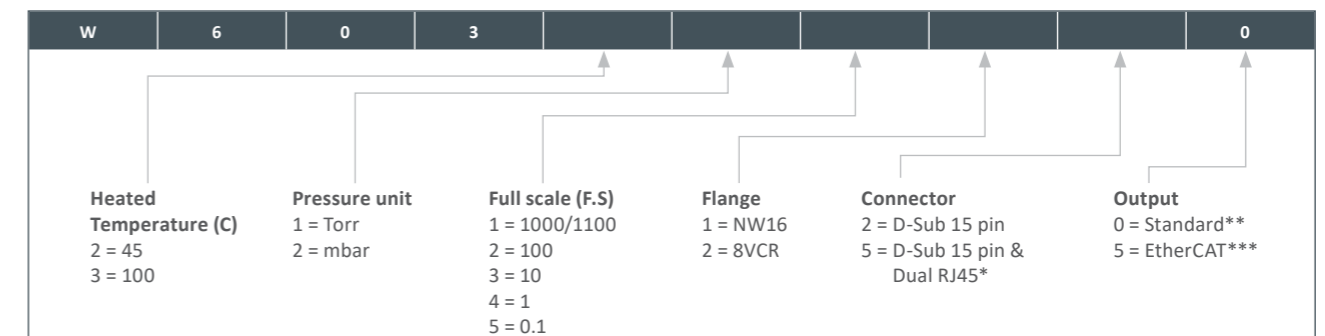 W 6 0 3 0
Heated
Temperature (C)
2 = 45
3 = 100
Pressure unit
1 = Torr
2 = mbar
Full scale (F.S)
1 = 1000/1100
2 = 100
3 = 10
4 = 1
5 = 0.1
Flange
1 = NW16
2 = 8VCR
Connector
2 = D-Sub 15 pin
5 = D-Sub 15 pin &
Dual RJ45*
Output
0 = Standard**
5 = EtherCAT***